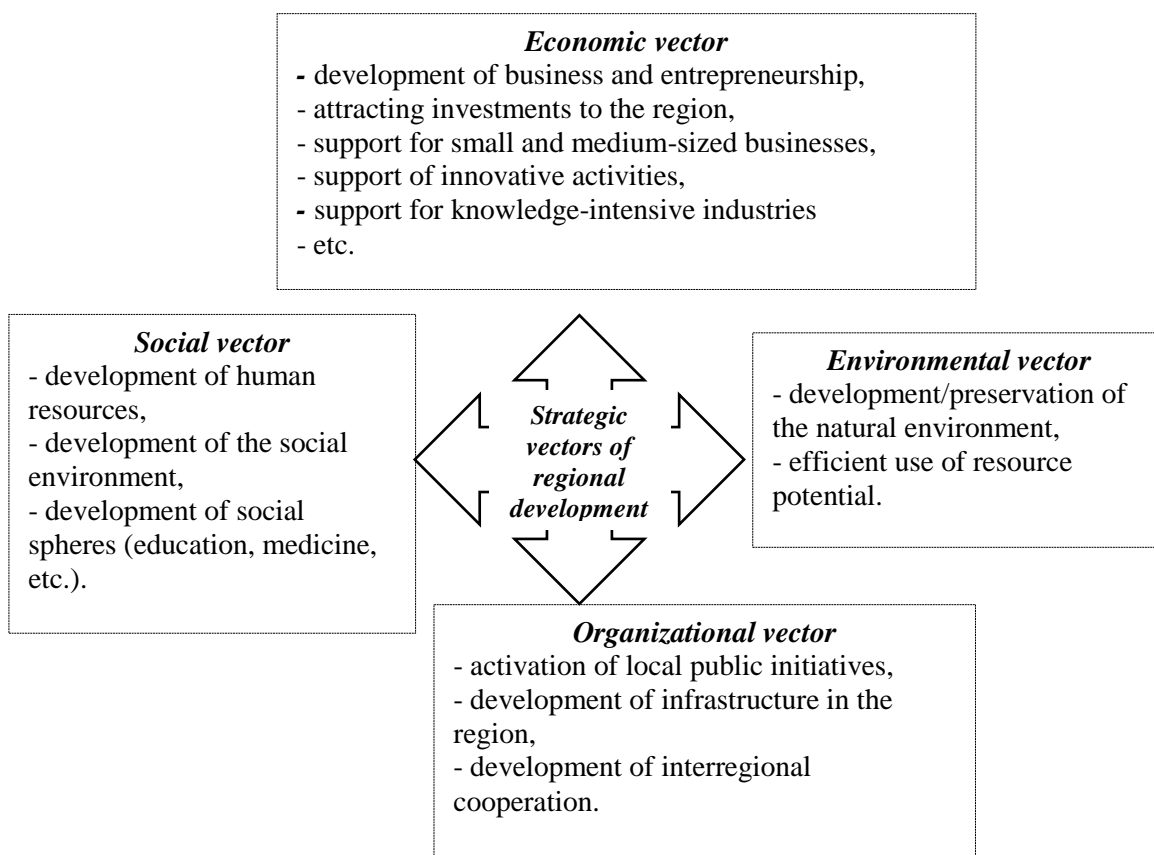 Economic vector
- development of business and entrepreneurship,
- attracting investments to the region,
- support for small and medium-sized businesses,
- support of innovative activities,
- support for knowledge-intensive industries
- etc.
Social vector
- development of human
resources,
- development of the social
environment,
- development of social
spheres (education, medicine,
etc.).
Strategic
vectors of
regional
development
Environmental vector
- development/preservation of
the natural environment,
- efficient use of resource
potential.
Organizational vector
- activation of local public initiatives,
- development of infrastructure in the
region,
- development of interregional
cooperation.